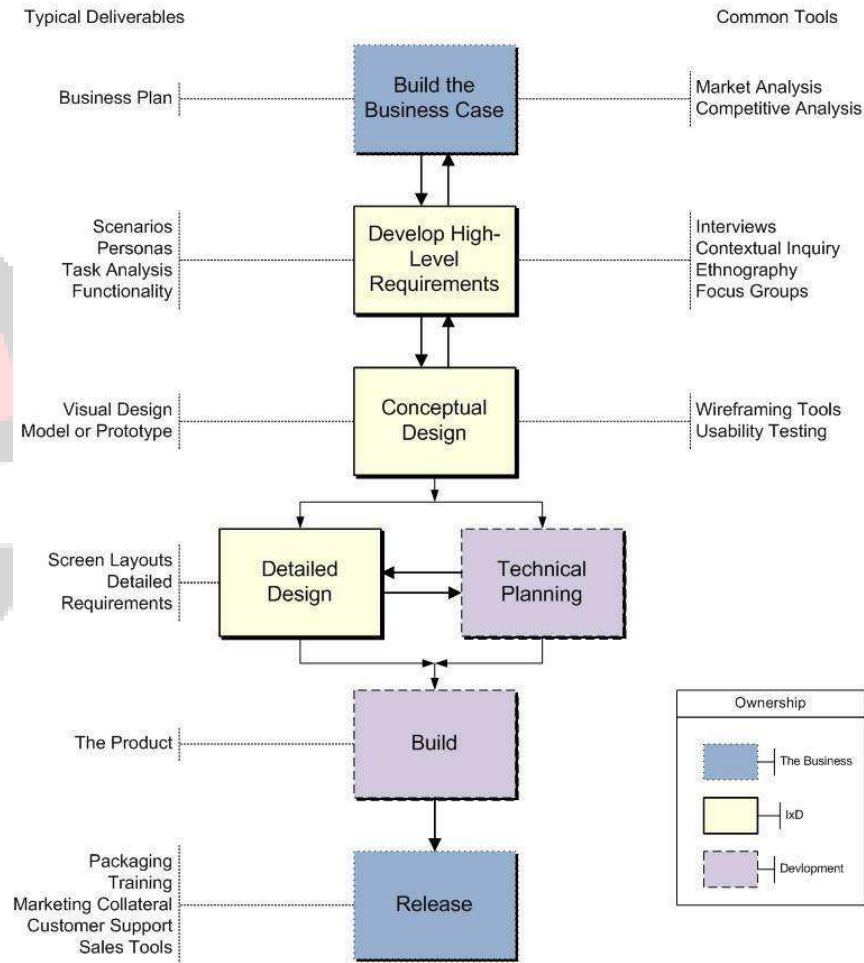 Typical Deliverables
Common Tools
Business Plan
Build the
Business Case
Market Analysis
Competitive Analysis
Scenarios
Personas
Task Analysis
Functionality
Develop High-
Level
Requirements
Interviews
Contextual Inquiry
Ethnography
Focus Groups
Visual Design
Model or Prototype
Conceptual
Design
Wireframing Tools
Usability Testing
Screen Layouts
Detailed
Requirements
Detailed
Design
Technical
Planning
The Product
Build
Ownership
The Business
IxD
Devlopment
Packaging
Training
Marketing Collateral
Customer Support
Sales Tools
Release